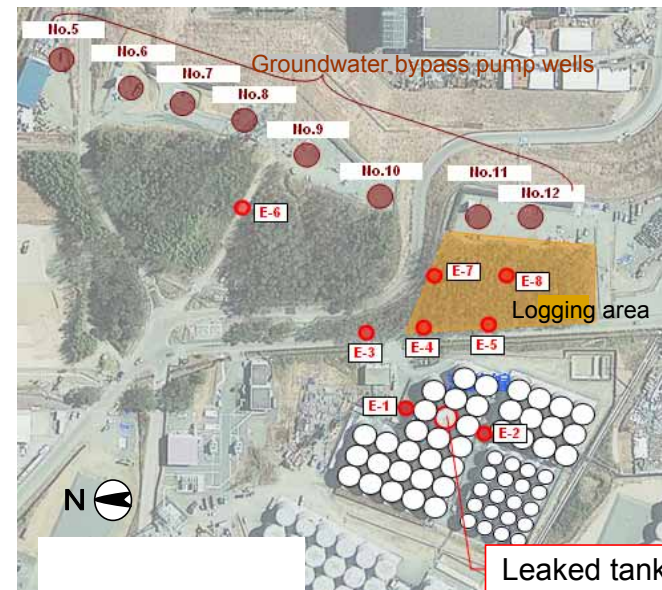 No.5
No.6
No.7
No.8
No.9
No.10
No.11
No.12
Groundwater bypass pump wells
E-6
E-7
E-8
Logging area
E-3
E-4
E-5
E-1
E-2
N
Leaked tank